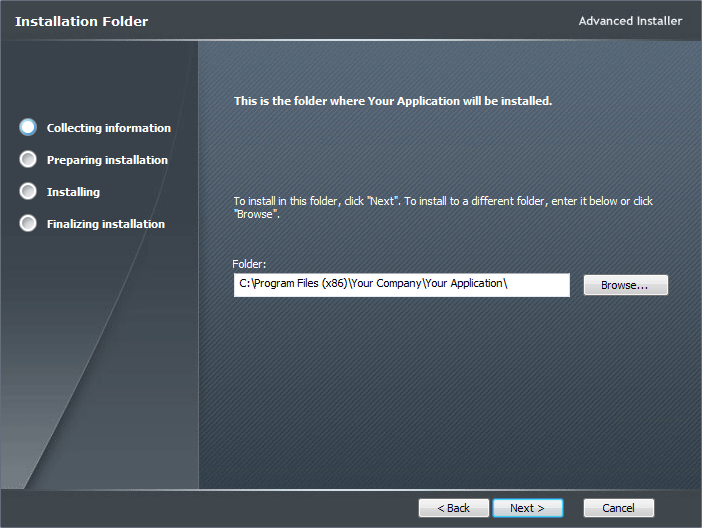 Installation Folder
Advanced Installer
This is the folder where Your Application will be installed.
Collecting information
Preparing installation
Installing
Finalizing installation
To install in this folder, click "Next". To install to a different folder, enter it below or click
"Browse".
Folder:
C:\Program Files (x86)\Your Company\Your Application\
Browse...
< Back
Next >
Cancel